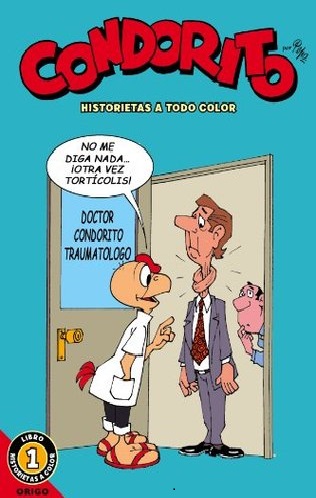 CONDORITO
por Pepo
HISTORIETAS A TODO COLOR
NO ME
DIGA NADA...
¡OTRA VEZ
TORTÍCOLIS!
DOCTOR
CONDORITO
TRAUMATOLOGO
LIBRO
1
HISTORIETAS A COLOR
ORIGO